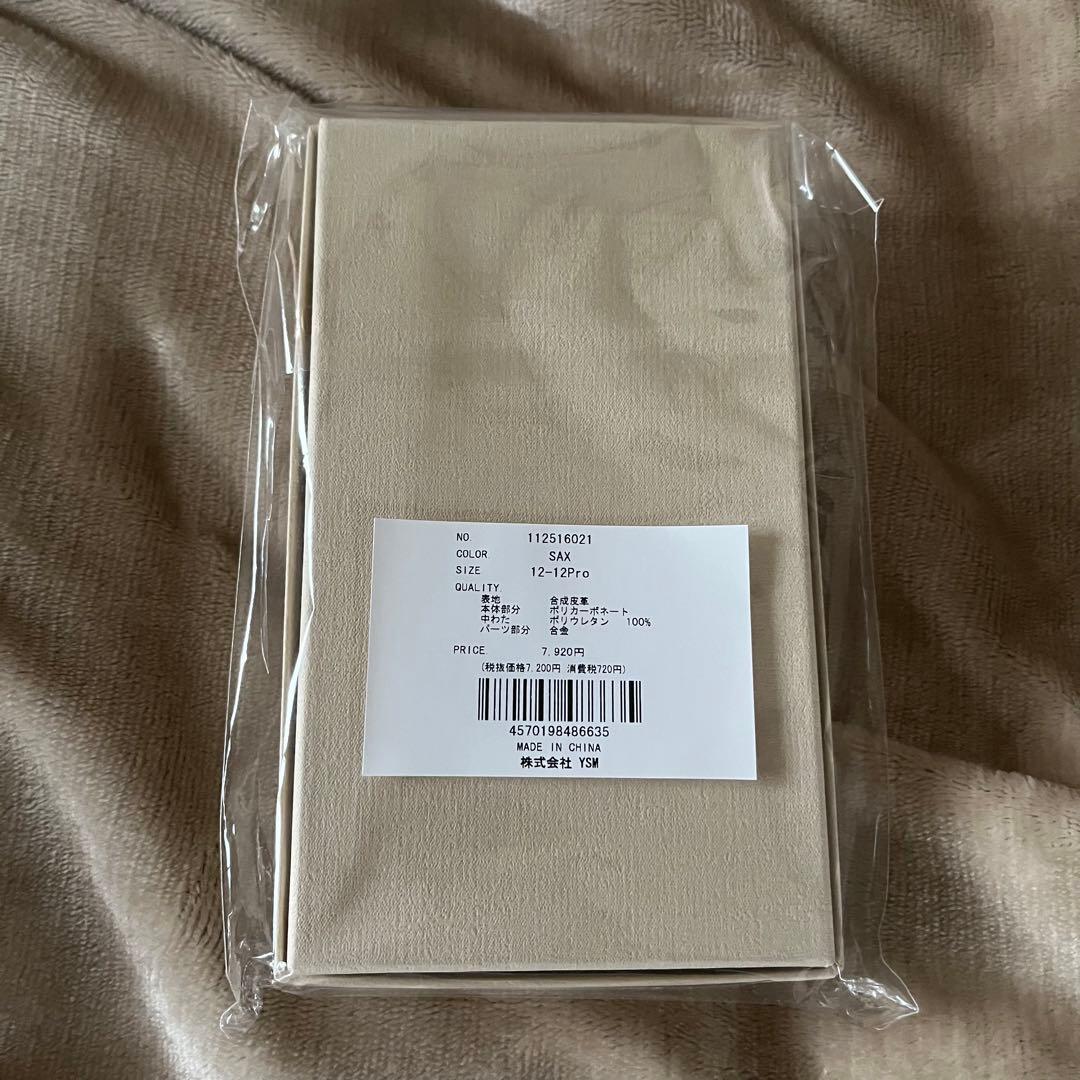 NO. 112516021
COLOR SAX
SIZE 12-12Pro
QUALITY.
表地 合成皮革
本体部分 ポリカーボネート
中わた ポリウレタン 100%
パーツ部分 合金
PRICE. 7,920円
(税抜価格7,200円 消費税720円)
4570198486635
MADE IN CHINA
株式会社 YSM